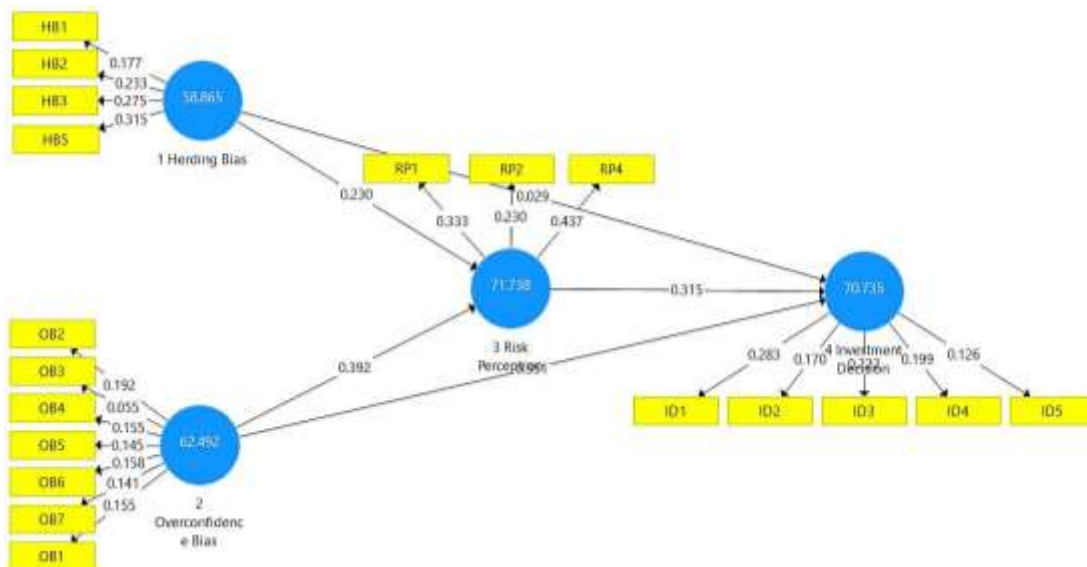 HB1
HB2
HB3
HB5
0.177
0.233
0.275
0.315
58.865
1 Herding Bias
RP1
RP2
RP4
0.029
0.230
0.333
0.230
0.437
71.738
3 Risk
Perception
0.315
70.735
4 Investment
Decision
0.392
0.283
0.170
0.199
0.126
ID1
ID2
ID3
ID4
ID5
OB2
OB3
OB4
OB5
OB6
OB7
OB1
0.192
0.055
0.155
0.145
0.158
0.141
0.155
62.492
2
Overconfidenc
e Bias